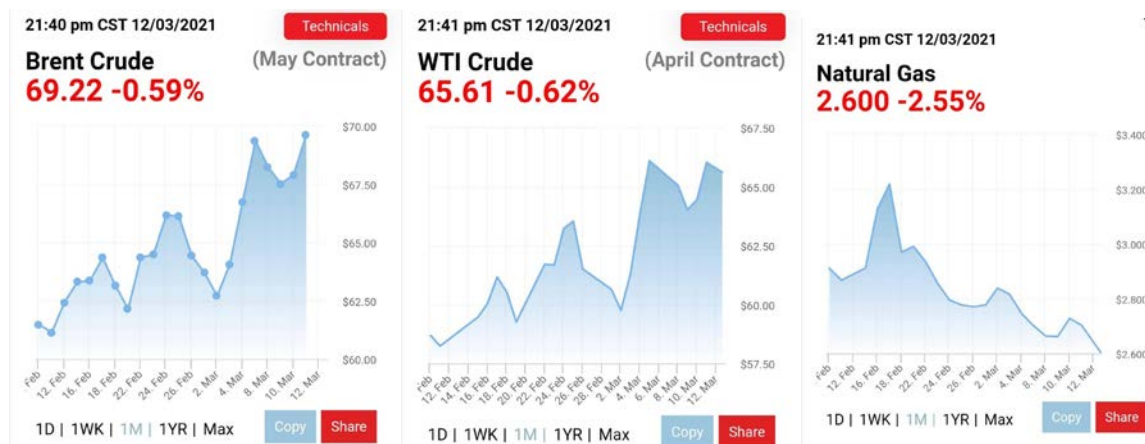 21:40 pm CST 12/03/2021
Technicals
Brent Crude
(May Contract)
69.22 -0.59%
$70.00
$67.50
$65.00
$62.50
$60.00
. Feb
12. Feb
16. Feb
18. Feb
22. Feb
24. Feb
26. Feb
2. Mar
4. Mar
8. Mar
10. Mar
12. Mar
1D | 1WK | 1M | 1YR | Max
Copy
Share
21:41 pm CST 12/03/2021
Technicals
WTI Crude
(April Contract)
65.61 -0.62%
$67.50
$65.00
$62.50
$60.00
$57.50
. Feb
12. Feb
14. Feb
16. Feb
18. Feb
20. Feb
22. Feb
24. Feb
26. Feb
28. Feb
2. Mar
4. Mar
6. Mar
8. Mar
10. Mar
12. Mar
1D | 1WK | 1M | 1YR | Max
Copy
Share
21:41 pm CST 12/03/2021
Natural Gas
2.600 -2.55%
$3.400
$3.200
$3.000
$2.800
$2.600
. Feb
12. Feb
16. Feb
18. Feb
22. Feb
24. Feb
26. Feb
2. Mar
4. Mar
8. Mar
10. Mar
12. Mar
1D | 1WK | 1M | 1YR | Max
Copy
Share